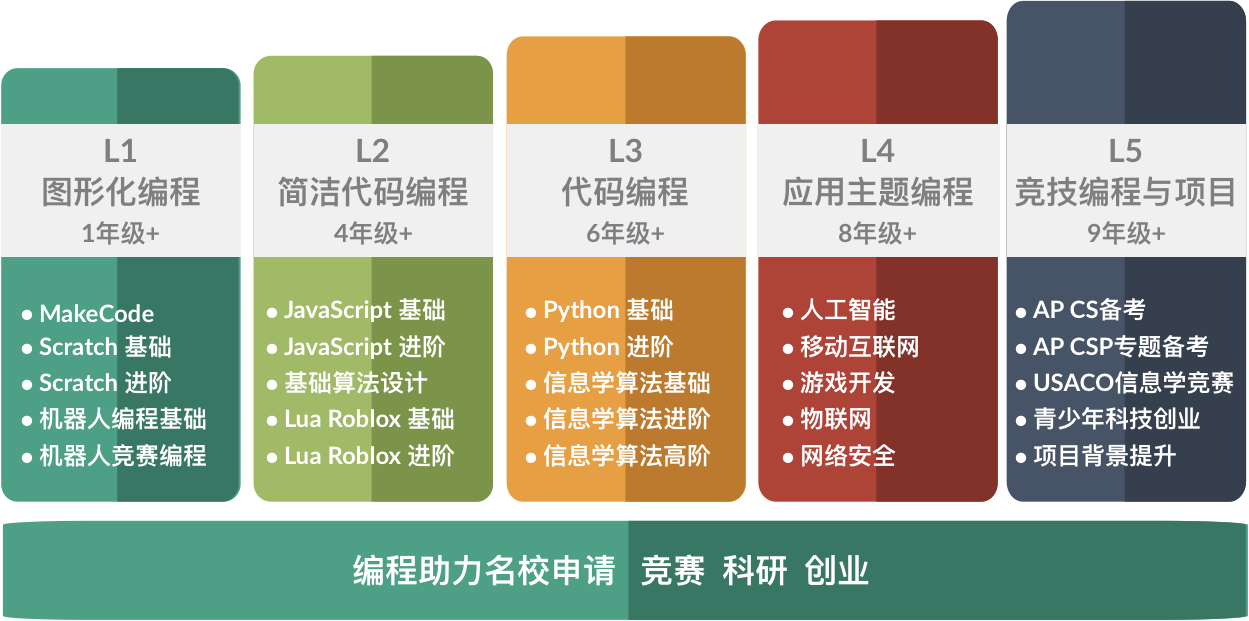 L1
图形化编程
1年级+
• MakeCode
• Scratch 基础
• Scratch 进阶
• 机器人编程基础
• 机器人竞赛编程
L2
简洁代码编程
4年级+
• JavaScript 基础
• JavaScript 进阶
• 基础算法设计
• Lua Roblox 基础
• Lua Roblox 进阶
L3
代码编程
6年级+
• Python 基础
• Python 进阶
• 信息学算法基础
• 信息学算法进阶
• 信息学算法高阶
L4
应用主题编程
8年级+
• 人工智能
• 移动互联网
• 游戏开发
• 物联网
• 网络安全
L5
竞技编程与项目
9年级+
• AP CS备考
• AP CSP专题备考
• USACO信息学竞赛
• 青少年科技创业
• 项目背景提升
编程助力名校申请 竞赛 科研 创业